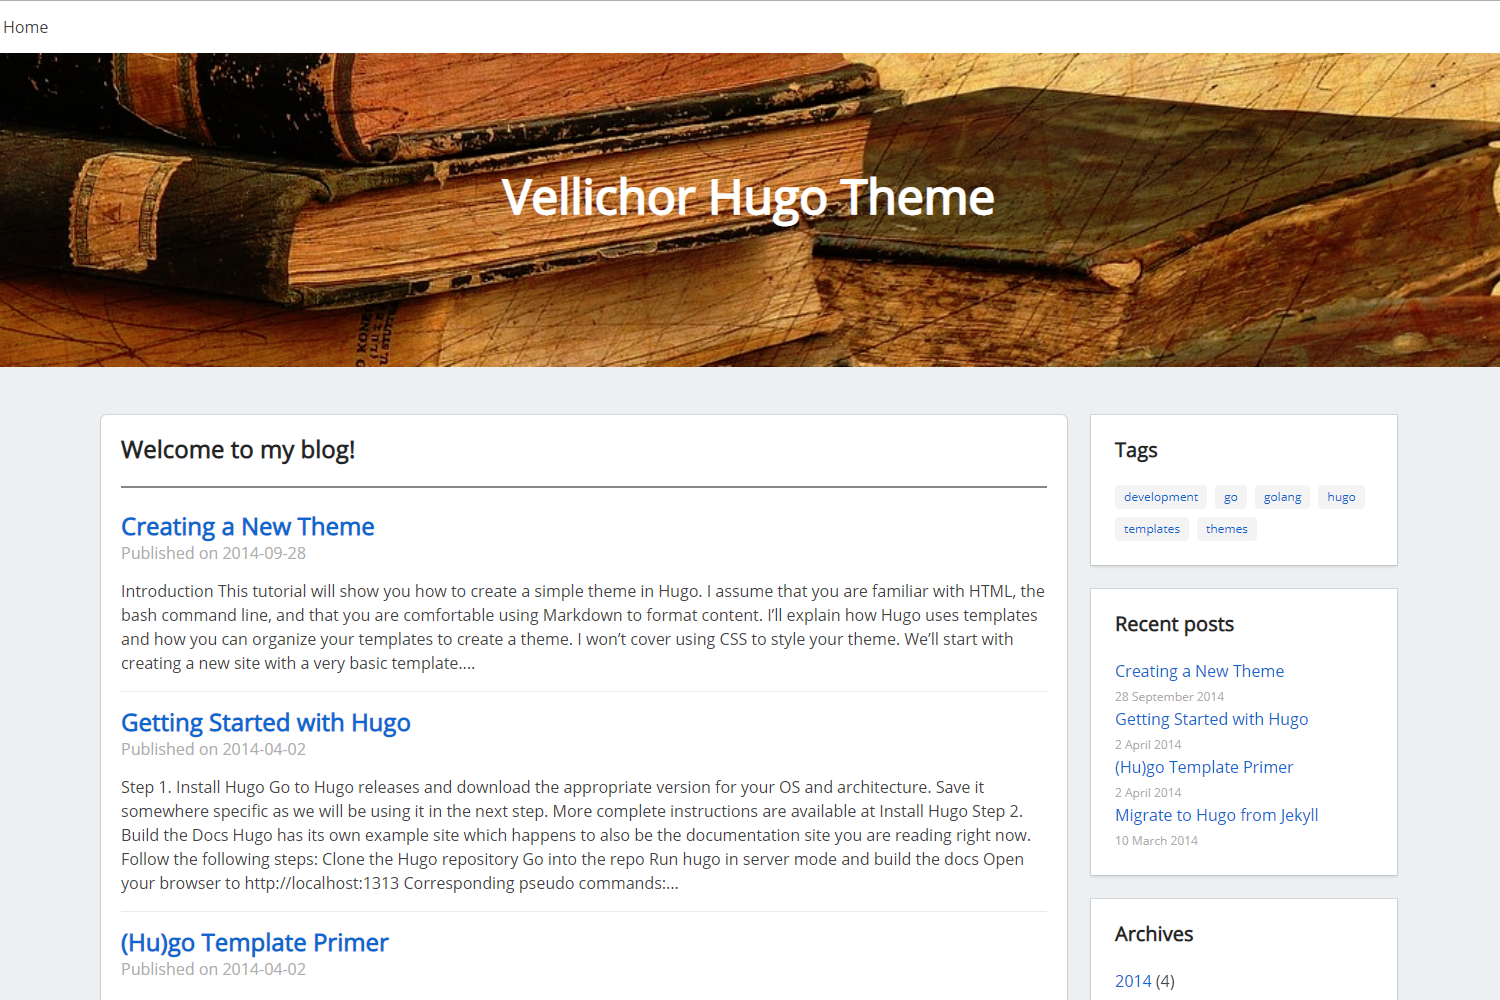 Home
KONE
(LUZE
U. STUTT
Vellichor Hugo Theme
Welcome to my blog!
Creating a New Theme
Published on 2014-09-28
Introduction This tutorial will show you how to create a simple theme in Hugo. I assume that you are familiar with HTML, the
bash command line, and that you are comfortable using Markdown to format content. I’ll explain how Hugo uses templates
and how you can organize your templates to create a theme. I won’t cover using CSS to style your theme. We’ll start with
creating a new site with a very basic template....
Getting Started with Hugo
Published on 2014-04-02
Step 1. Install Hugo Go to Hugo releases and download the appropriate version for your OS and architecture. Save it
somewhere specific as we will be using it in the next step. More complete instructions are available at Install Hugo Step 2.
Build the Docs Hugo has its own example site which happens to also be the documentation site you are reading right now.
Follow the following steps: Clone the Hugo repository Go into the repo Run hugo in server mode and build the docs Open
your browser to http://localhost:1313 Corresponding pseudo commands:...
(Hu)go Template Primer
Published on 2014-04-02
Tags
development go golang hugo
templates themes
Recent posts
Creating a New Theme
28 September 2014
Getting Started with Hugo
2 April 2014
(Hu)go Template Primer
2 April 2014
Migrate to Hugo from Jekyll
10 March 2014
Archives
2014 (4)